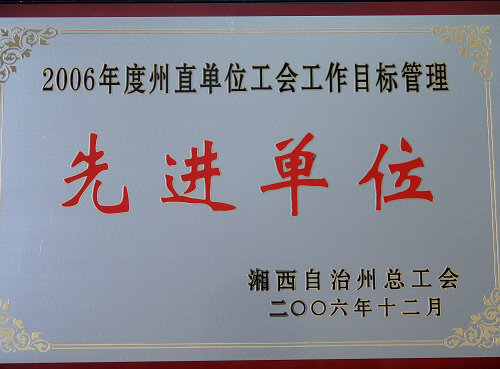 2006年度州直单位工会工作目标管理
先进单位
湘西自治州总工会
二〇〇六年十二月